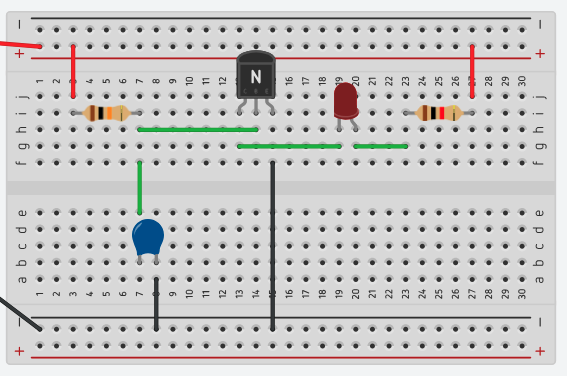 − −
+ +
1 2 3 4 5 6 7 8 9 10 11 12 13 14 15 16 17 18 19 20 21 22 23 24 25 26 27 28 29 30
j j
i i
N
C B E
h h
g g
f f
e e
d d
c c
b b
a a
1 2 3 4 5 6 7 8 9 10 11 12 13 14 15 16 17 18 19 20 21 22 23 24 25 26 27 28 29 30
− −
+ +